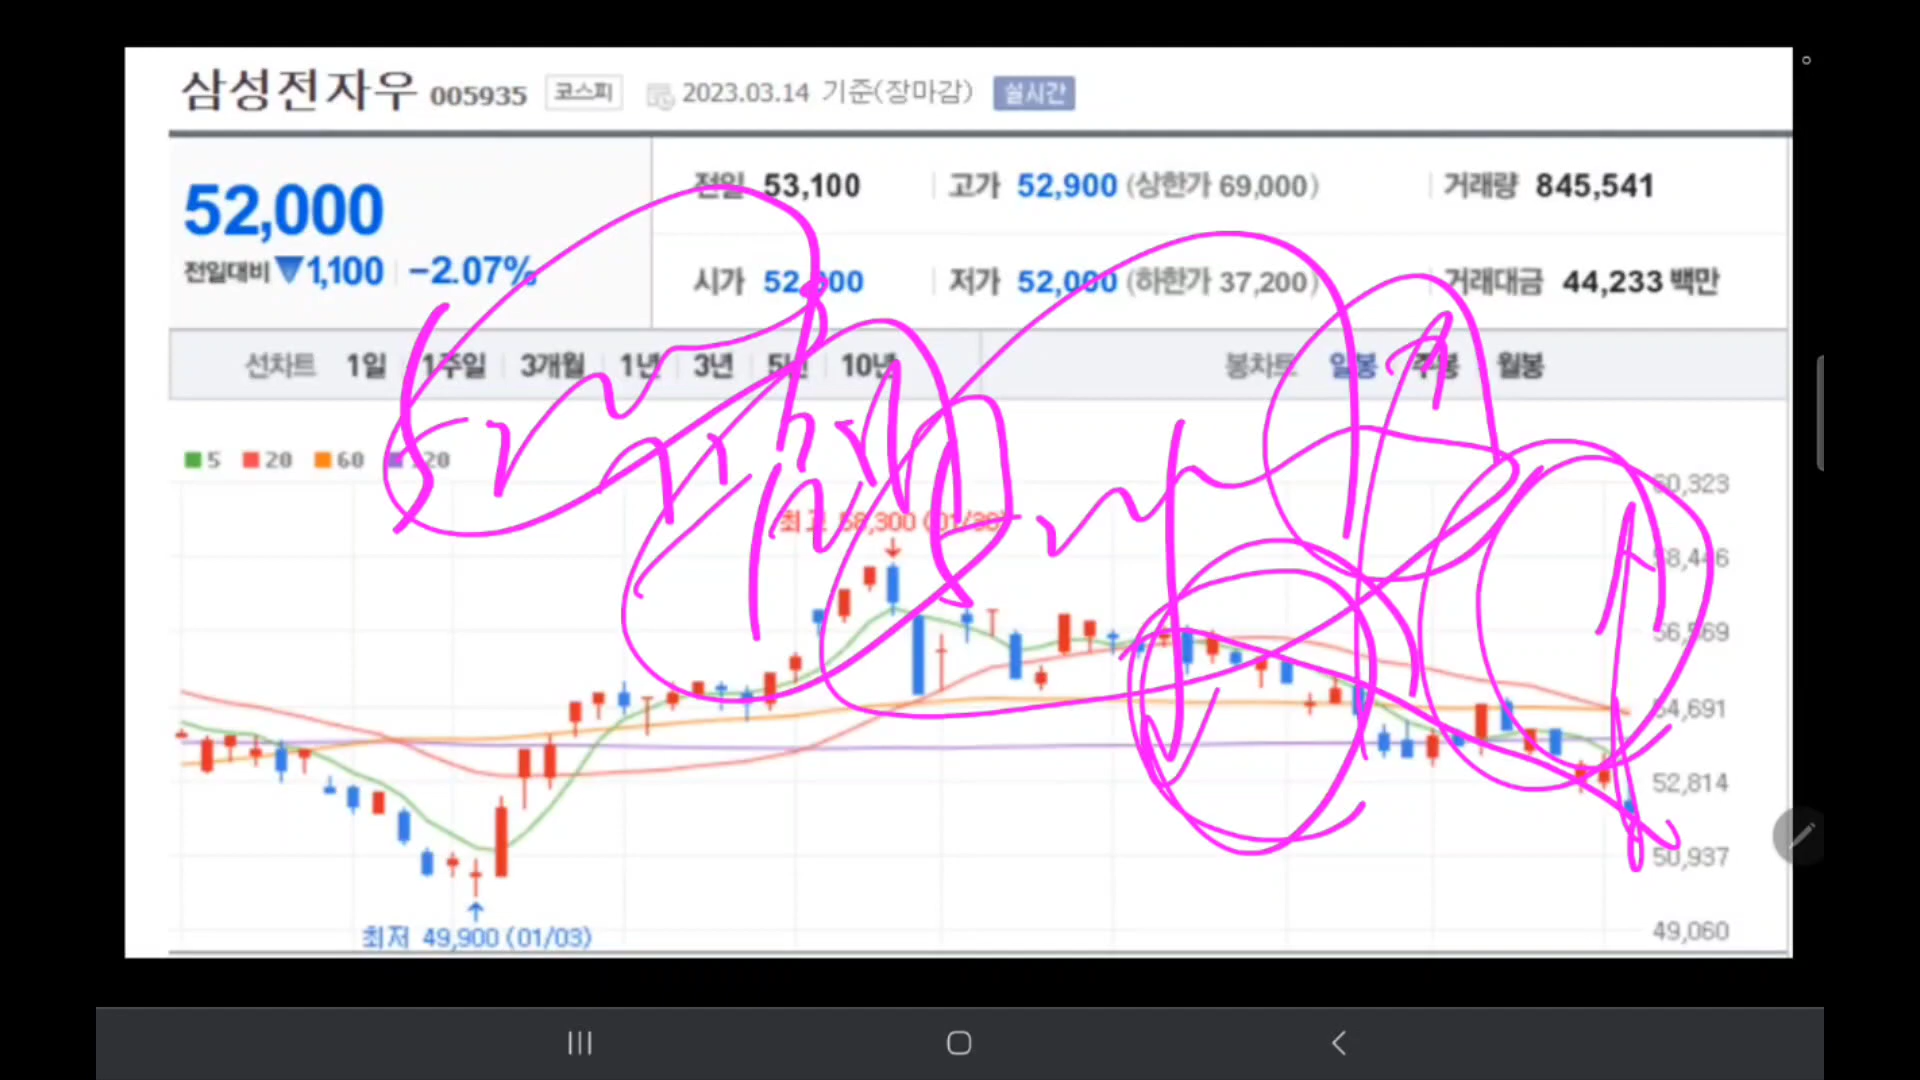 삼성전자우 005935 코스피 2023.03.14 기준(장마감) 실시간
52,000
전일대비 ▼1,100 -2.07%
전일 53,100 고가 52,900 (상한가 69,000) 거래량 845,541
시가 저가 52,000 (하한가 37,200) 거래대금 44,233 백만
선차트 1일 1주일 3개월 1년 3년 5년 10년 봉차트 일봉 주봉 월봉
5 20 60 120
최고 58,300 (01/30)
최저 49,900 (01/03)
60,323
58,446
56,569
54,691
52,814
50,937
49,060